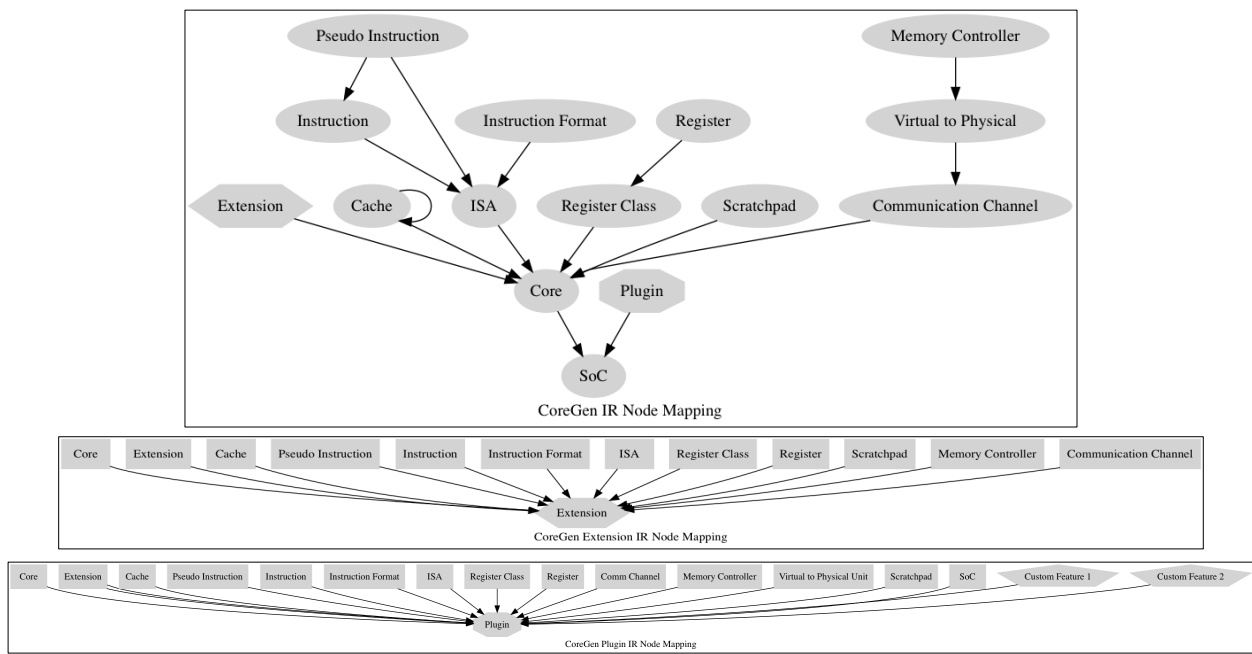 Pseudo Instruction Memory Controller
Instruction Instruction Format Register Virtual to Physical
Extension Cache ISA Register Class Scratchpad Communication Channel
Core Plugin
SoC
CoreGen IR Node Mapping
Core Extension Cache Pseudo Instruction Instruction Instruction Format ISA Register Class Register Scratchpad Memory Controller Communication Channel
Extension
CoreGen Extension IR Node Mapping
Core Extension Cache Pseudo Instruction Instruction Instruction Format ISA Register Class Register Comm Channel Memory Controller Virtual to Physical Unit Scratchpad SoC Custom Feature 1 Custom Feature 2
Plugin
CoreGen Plugin IR Node Mapping